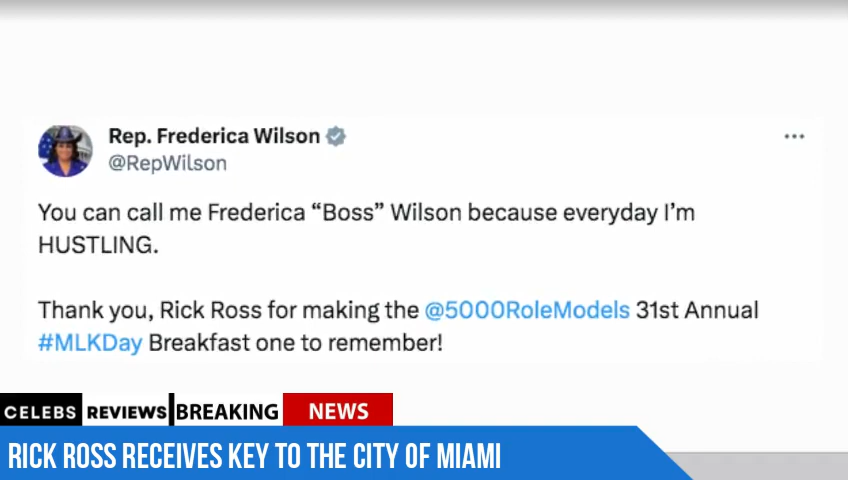 Rep. Frederica Wilson
@RepWilson
You can call me Frederica “Boss” Wilson because everyday I’m
HUSTLING.
Thank you, Rick Ross for making the @5000RoleModels 31st Annual
#MLKDay Breakfast one to remember!
CELEBS REVIEWS BREAKING NEWS
RICK ROSS RECEIVES KEY TO THE CITY OF MIAMI